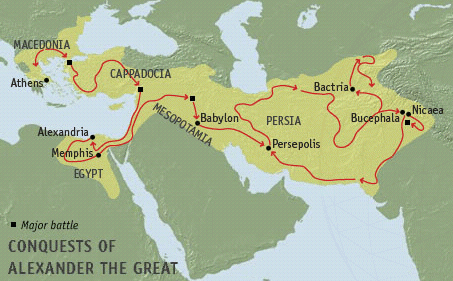 MACEDONIA
Athens
CAPPADOCIA
MESOPOTAMIA
Babylon
Alexandria
Memphis
EGYPT
PERSIA
Persepolis
Bactria
Nicaea
Bucephala
Major battle
CONQUESTS OF
ALEXANDER THE GREAT